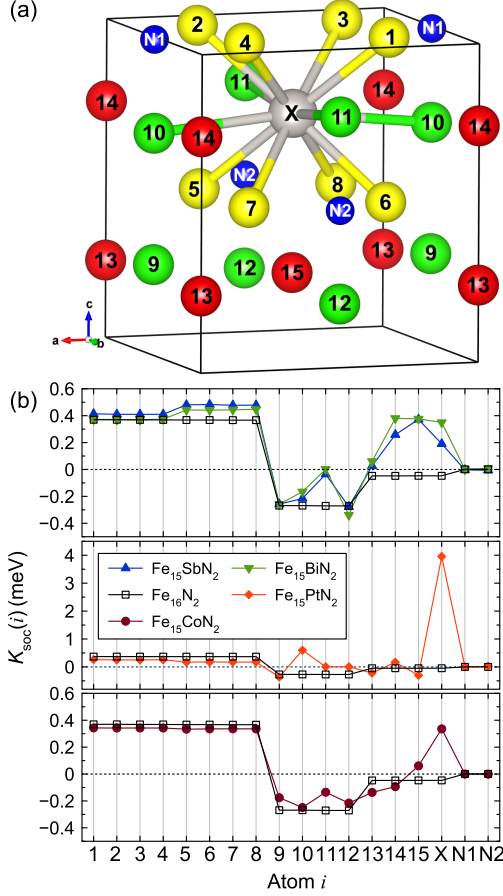 (a)
2
3
N1
4
1
N1
14
11
14
X
11
10
14
10
14
N2
5
8
6
7
N2
13
9
12
15
13
9
13
12
13
c
a
b
(b)
0.6
0.4
0.2
0
−0.2
−0.4
4
3
2
1
0
Fe15SbN2
Fe15BiN2
Fe16N2
Fe15PtN2
Fe15CoN2
0.6
0.4
0.2
0
−0.2
−0.4
Ksoc(i) (meV)
1 2 3 4 5 6 7 8 9 10 11 12 13 14 15 X N1 N2
Atom i